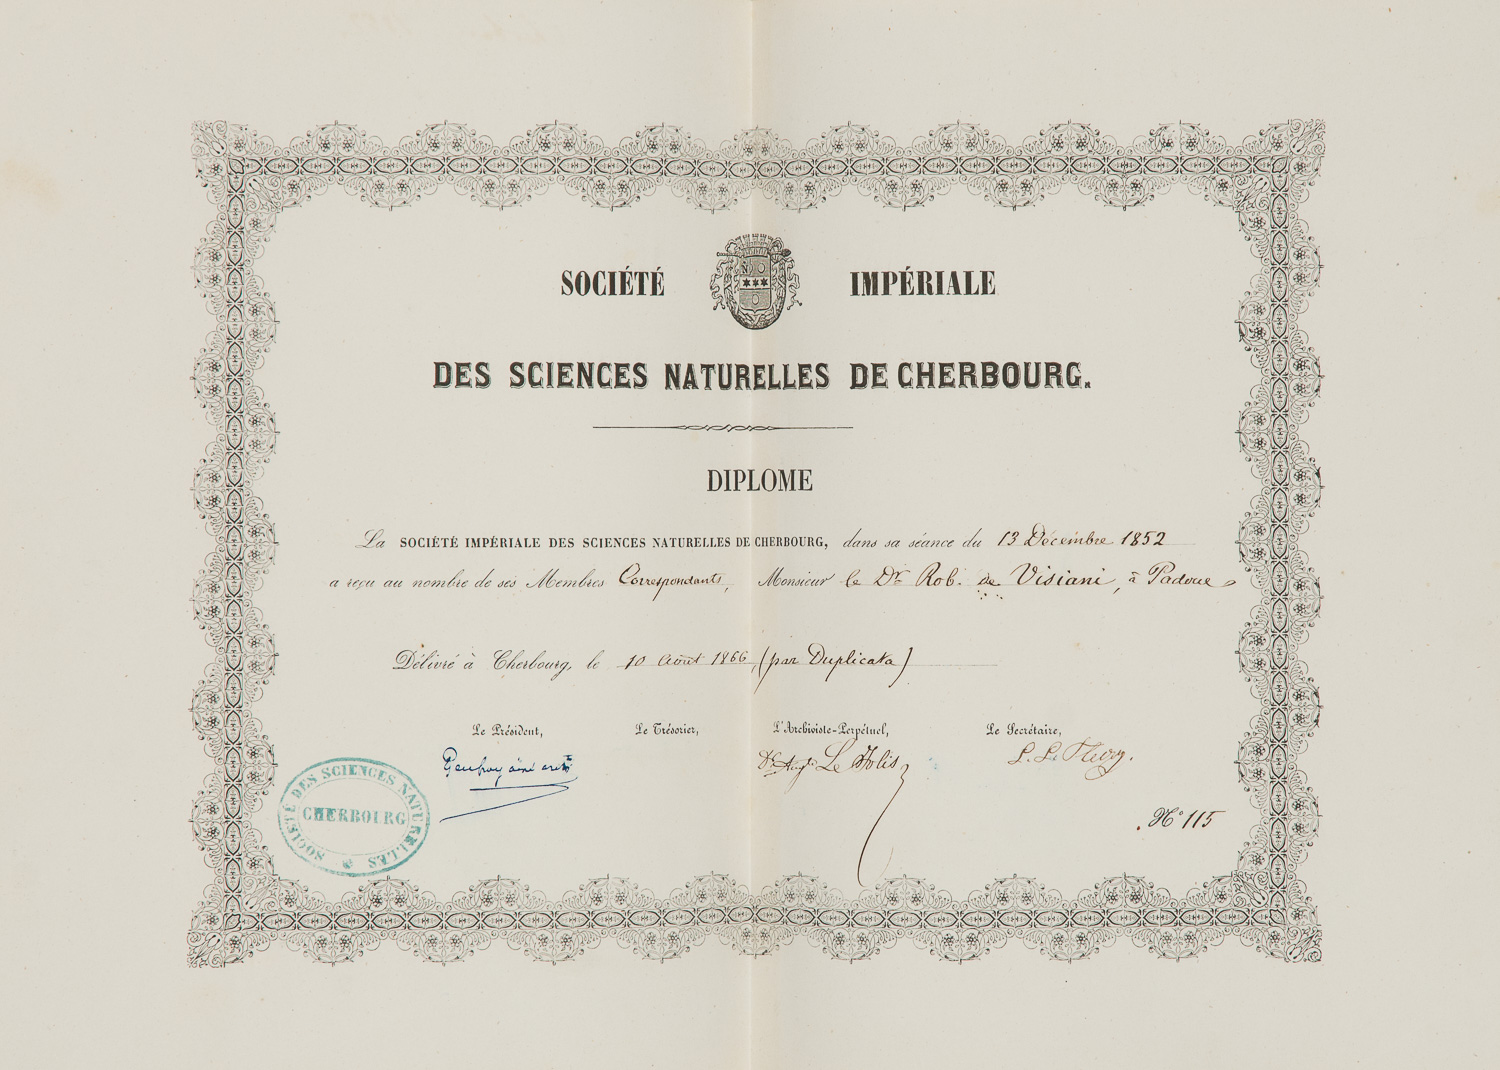 SOCIÉTÉ IMPÉRIALE
DES SCIENCES NATURELLES DE CHERBOURG.
DIPLOME
La SOCIÉTÉ IMPÉRIALE DES SCIENCES NATURELLES DE CHERBOURG, dans sa séance du 13 Décembre 1852
a reçu au nombre de ses Membres Correspondants, Monsieur le Dr Rob. de Visiani, à Padoue
Délivré à Cherbourg, le 10 Août 1866 (par Duplicata)
Le Président, Le Trésorier, L'Archiviste-Perpétuel, Le Secrétaire,
Dr Augte Le Jolis
SOCIÉTÉ DES SCIENCES NATURELLES
CHERBOURG
No 115